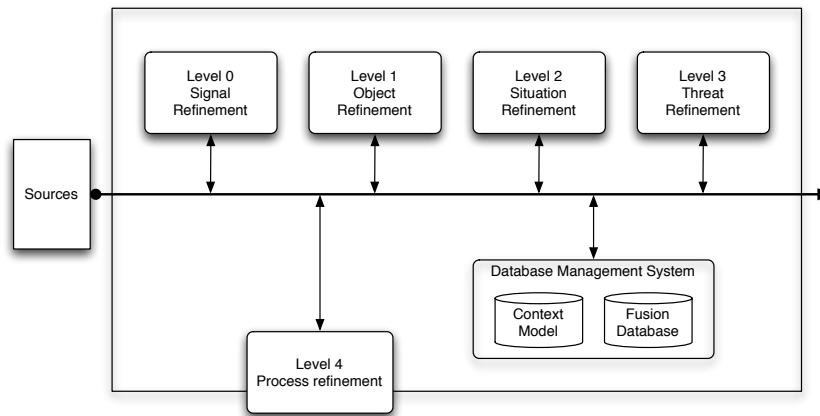 Level 0
Signal
Refinement
Level 1
Object
Refinement
Level 2
Situation
Refinement
Level 3
Threat
Refinement
Sources
Database Management System
Context
Model
Fusion
Database
Level 4
Process refinement